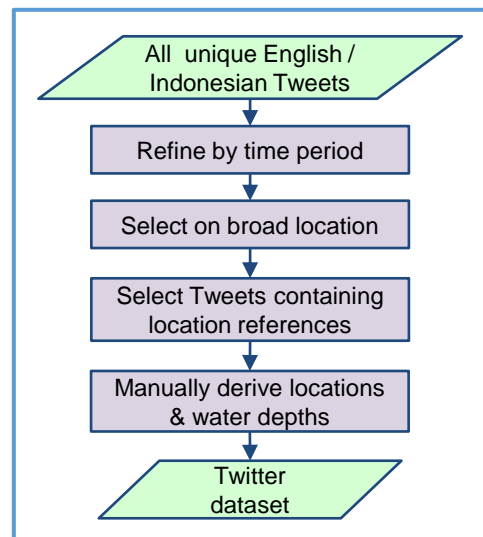 All unique English /
Indonesian Tweets
Refine by time period
Select on broad location
Select Tweets containing
location references
Manually derive locations
& water depths
Twitter
dataset